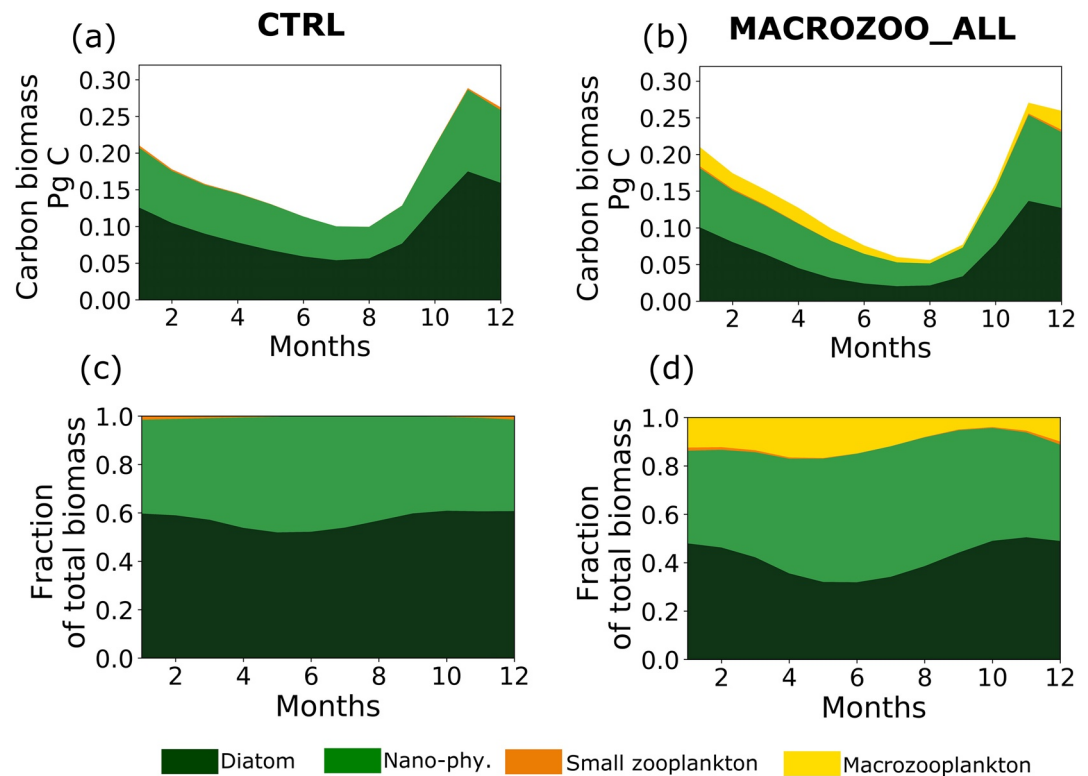 CTRL
MACROZOO_ALL
(a)
(b)
Carbon biomass
Pg C
0.30
0.25
0.20
0.15
0.10
0.05
0.00
2 4 6 8 10 12
Months
Carbon biomass
Pg C
0.30
0.25
0.20
0.15
0.10
0.05
0.00
2 4 6 8 10 12
Months
(c)
(d)
Fraction
of total biomass
1.0
0.8
0.6
0.4
0.2
0.0
2 4 6 8 10 12
Months
Fraction
of total biomass
1.0
0.8
0.6
0.4
0.2
0.0
2 4 6 8 10 12
Months
Diatom Nano-phy. Small zooplankton Macrozooplankton